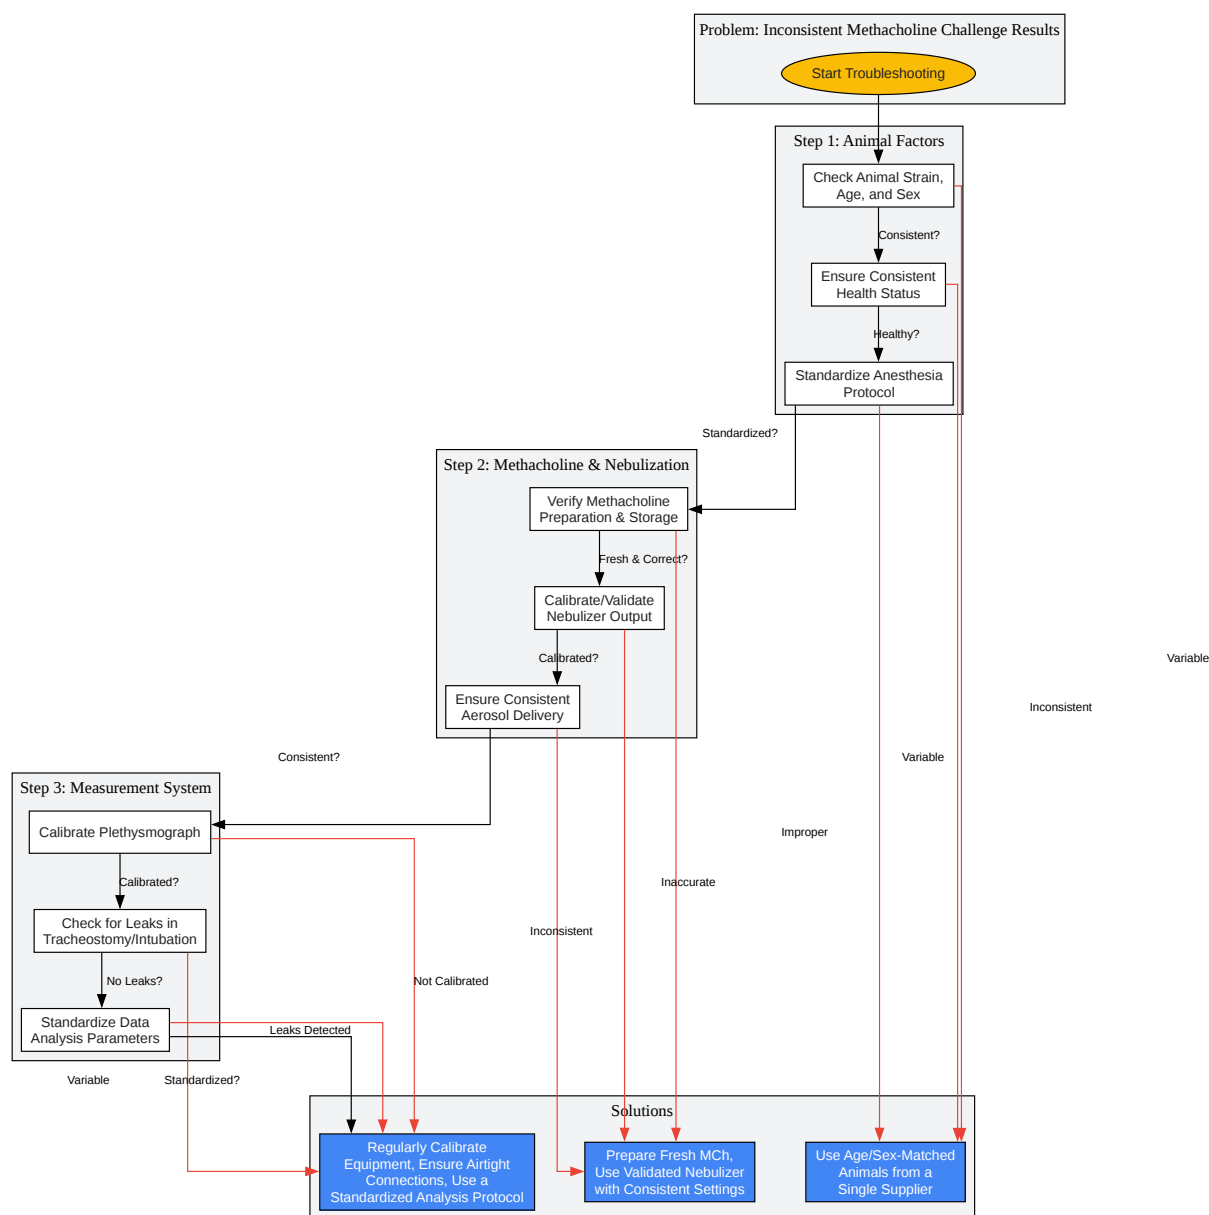 Problem: Inconsistent Methacholine Challenge Results
Start Troubleshooting
Step 1: Animal Factors
Check Animal Strain,
Age, and Sex
Consistent?
Ensure Consistent
Health Status
Healthy?
Standardize Anesthesia
Protocol
Standardized?
Step 2: Methacholine & Nebulization
Verify Methacholine
Preparation & Storage
Fresh & Correct?
Calibrate/Validate
Nebulizer Output
Calibrated?
Variable
Ensure Consistent
Aerosol Delivery
Inconsistent
Consistent?
Variable
Step 3: Measurement System
Calibrate Plethysmograph
Improper
Calibrated?
Inaccurate
Check for Leaks in
Tracheostomy/Intubation
Inconsistent
No Leaks?
Not Calibrated
Standardize Data
Analysis Parameters
Leaks Detected
Variable
Standardized?
Solutions
Regularly Calibrate
Equipment, Ensure Airtight
Connections, Use a
Standardized Analysis Protocol
Prepare Fresh MCh,
Use Validated Nebulizer
with Consistent Settings
Use Age/Sex-Matched
Animals from a
Single Supplier